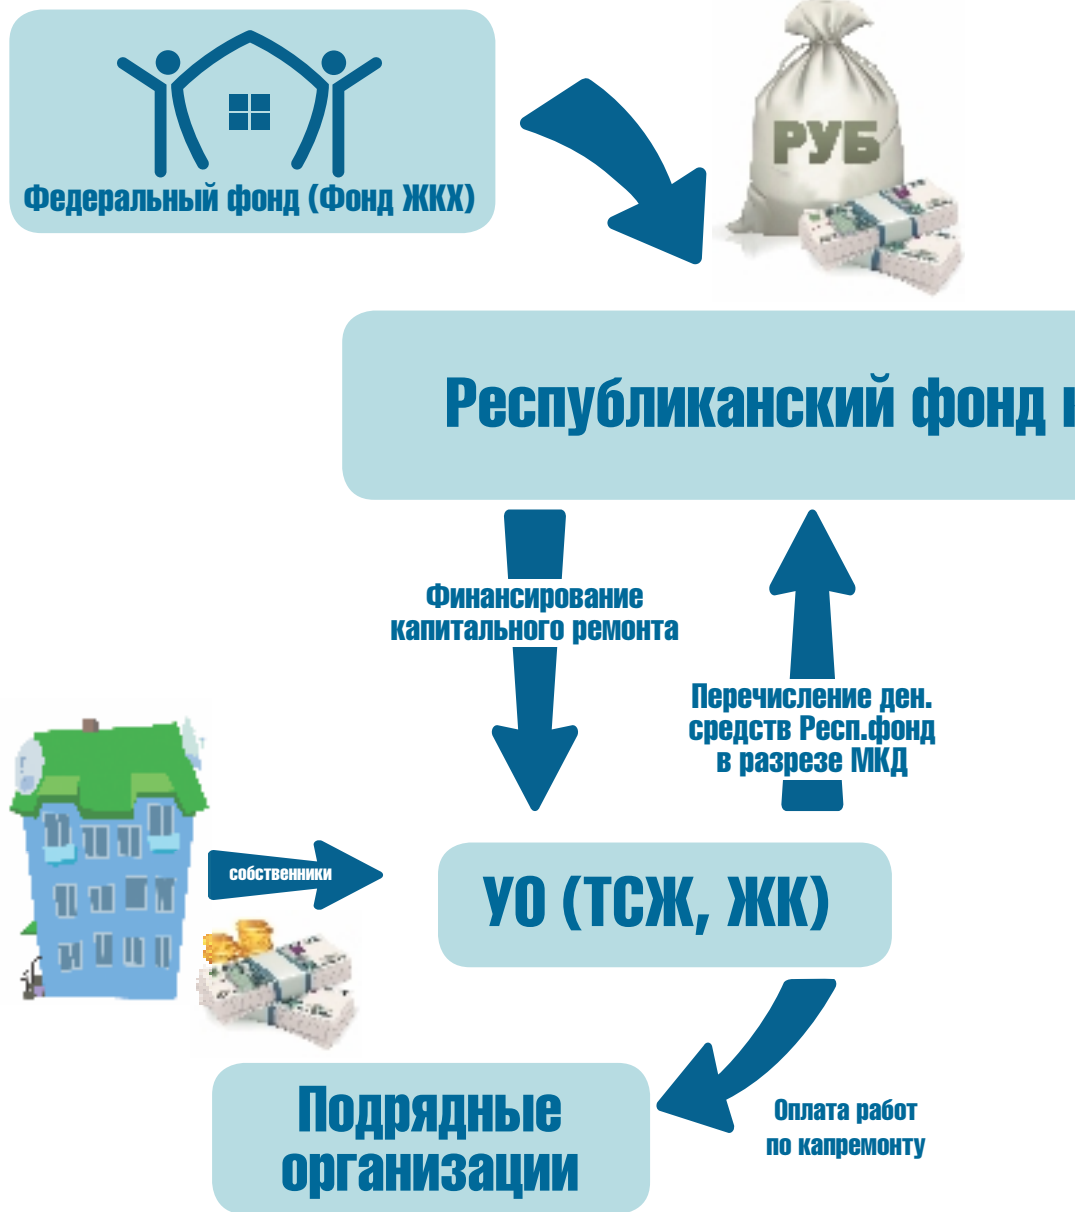 Федеральный фонд (Фонд ЖКХ)
РУБ
Республиканский фонд
Финансирование
капитального ремонта
Перечисление ден.
средств Респ.фонд
в разрезе МКД
собственники
УО (ТСЖ, ЖК)
Подрядные
организации
Оплата работ
по капремонту